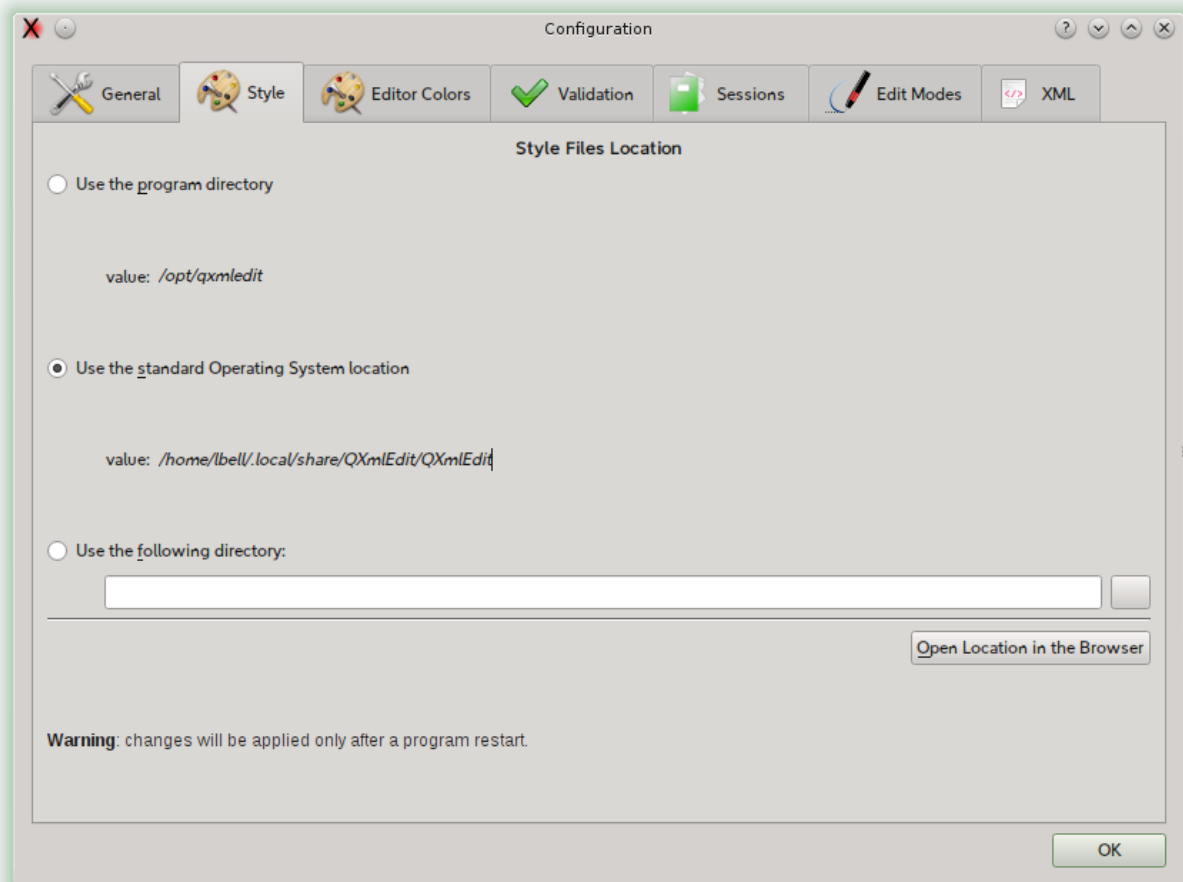 Configuration
General Style Editor Colors Validation Sessions Edit Modes XML
Style Files Location
Use the program directory
value: /opt/qxmledit
Use the standard Operating System location
value: /home/lbell/.local/share/QXmlEdit/QXmlEdit
Use the following directory:
Open Location in the Browser
Warning: changes will be applied only after a program restart.
OK